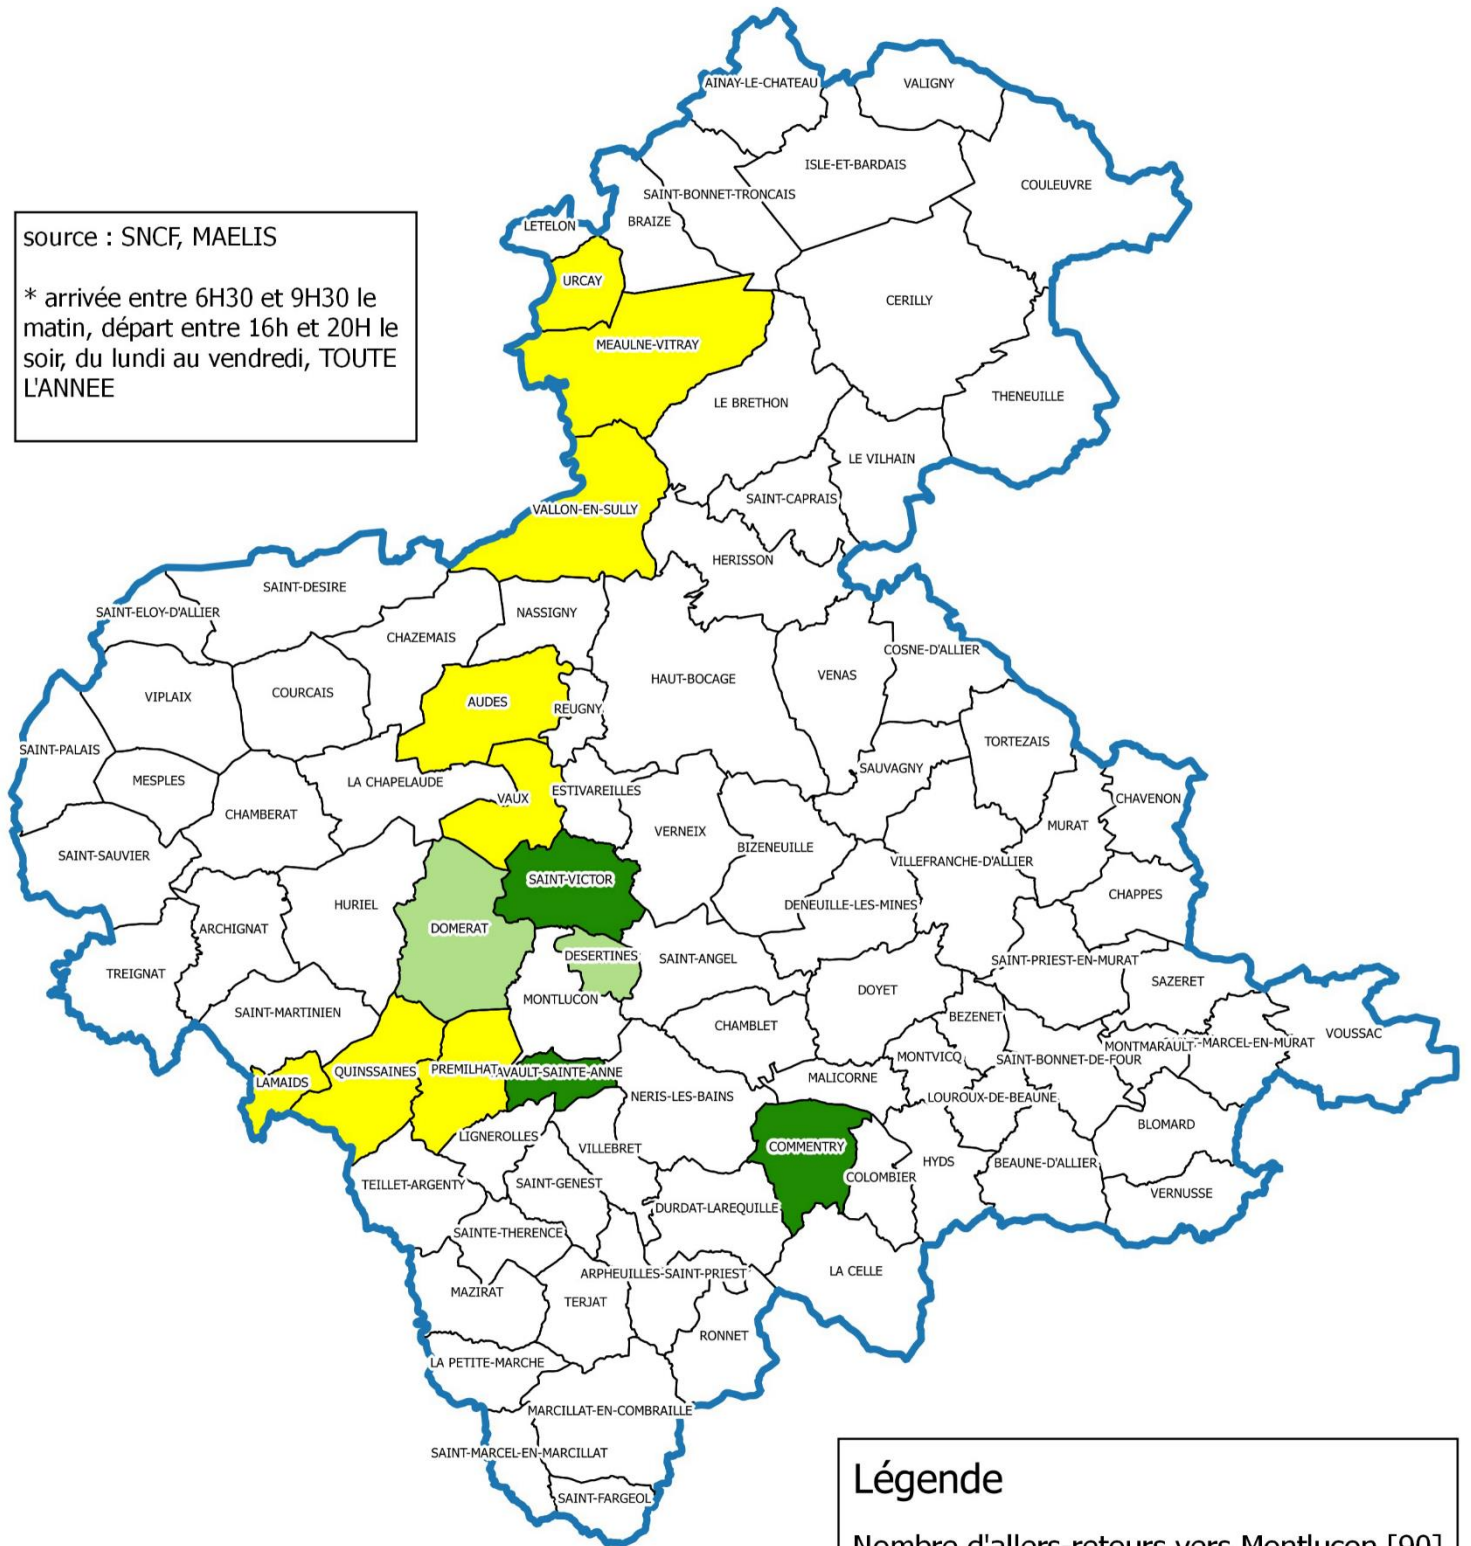 AINAY-LE-CHATEAU
VALIGNY
ISLE-ET-BARDAIS
COULEUVRE
SAINT-BONNET-TRONCAIS
source : SNCF, MAELIS
* arrivée entre 6H30 et 9H30 le
matin, départ entre 16h et 20H le
soir, du lundi au vendredi, TOUTE
L'ANNEE
LETELON
BRAIZE
URCAY
CERILLY
MEAULNE-VITRAY
LE BRETHON
THENEUILLE
LE VILHAIN
SAINT-CAPRAIS
VALLON-EN-SULLY
HERISSON
SAINT-DESIRE
SAINT-ELOY-D'ALLIER
NASSIGNY
CHAZEMAIS
COSNE-D'ALLIER
VIPLAIX
COURCAIS
HAUT-BOCAGE
VENAS
AUDES
REUGNY
SAINT-PALAIS
TORTEZAIS
MESPLES
LA CHAPELAUDE
SAUVAGNY
ESTIVAREILLES
VAUX
CHAVENON
CHAMBERAT
MURAT
VERNEIX
BIZENEUILLE
SAINT-SAUVIER
VILLEFRANCHE-D'ALLIER
SAINT-VICTOR
CHAPPES
HURIEL
DENEUILLE-LES-MINES
ARCHIGNAT
DOMERAT
DESERTINES
SAINT-ANGEL
SAINT-PRIEST-EN-MURAT
TREIGNAT
SAZERET
DOYET
MONTLUCON
SAINT-MARTINIEN
BEZENET
CHAMBLET
VOUSSAC
MONTMARAULT
T-MARCEL-EN-MURAT
MONTVICQ
SAINT-BONNET-DE-FOUR
LAMAIDS
QUINSSAINES
PREMILHAT
AVAULT-SAINTE-ANNE
MALICORNE
NERIS-LES-BAINS
LOUROUX-DE-BEAUNE
BLOMARD
LIGNEROLLES
VILLEBRET
COMMENTRY
HYDS
BEAUNE-D'ALLIER
COLOMBIER
TEILLET-ARGENTY
SAINT-GENEST
VERNUSSE
DURDAT-LAREQUILLE
SAINTE-THERENCE
ARPHEUILLES-SAINT-PRIEST
LA CELLE
MAZIRAT
TERJAT
RONNET
LA PETITE-MARCHE
MARCILLAT-EN-COMBRAILLE
SAINT-MARCEL-EN-MARCILLAT
SAINT-FARGEOL
Légende
Nombre d'allers-retours vers Montluçon [90]